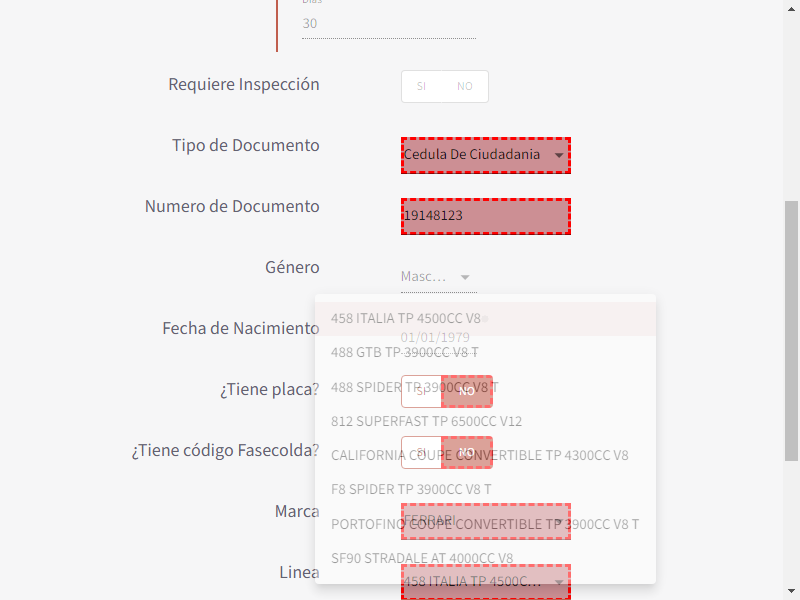 Días
30
Requiere Inspección
SI NO
Tipo de Documento
Cedula De Ciudadania
Numero de Documento
19148123
Género
Masc...
458 ITALIA TP 4500CC V8
Fecha de Nacimiento
01/01/1979
488 GTB TP 3900CC V8 T
¿Tiene placa?
488 SPIDER TP 3900CC V8 T
SI NO
812 SUPERFAST TP 6500CC V12
¿Tiene código Fasecolda?
SI NO
CALIFORNIA COUPE CONVERTIBLE TP 4300CC V8
F8 SPIDER TP 3900CC V8 T
Marca
FERRARI
PORTOFINO COUPE CONVERTIBLE TP 3900CC V8 T
SF90 STRADALE AT 4000CC V8
Linea
458 ITALIA TP 4500C...